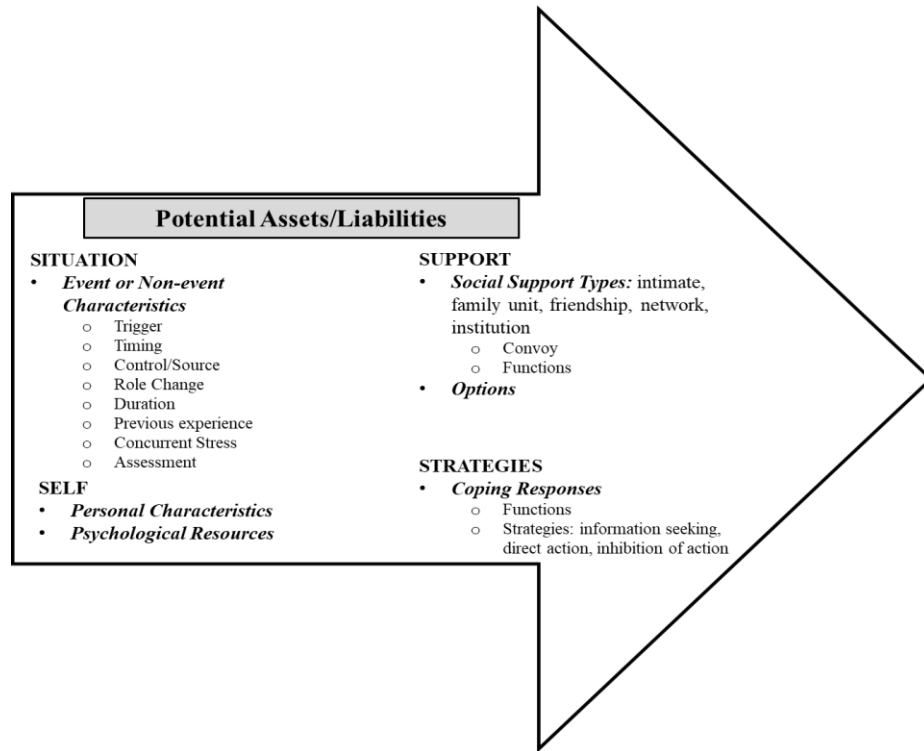 Potential Assets/Liabilities
SITUATION
• Event or Non-event
Characteristics
o Trigger
o Timing
o Control/Source
o Role Change
o Duration
o Previous experience
o Concurrent Stress
o Assessment
SELF
• Personal Characteristics
• Psychological Resources
SUPPORT
• Social Support Types: intimate,
family unit, friendship, network,
institution
o Convoy
o Functions
• Options
STRATEGIES
• Coping Responses
o Functions
o Strategies: information seeking,
direct action, inhibition of action